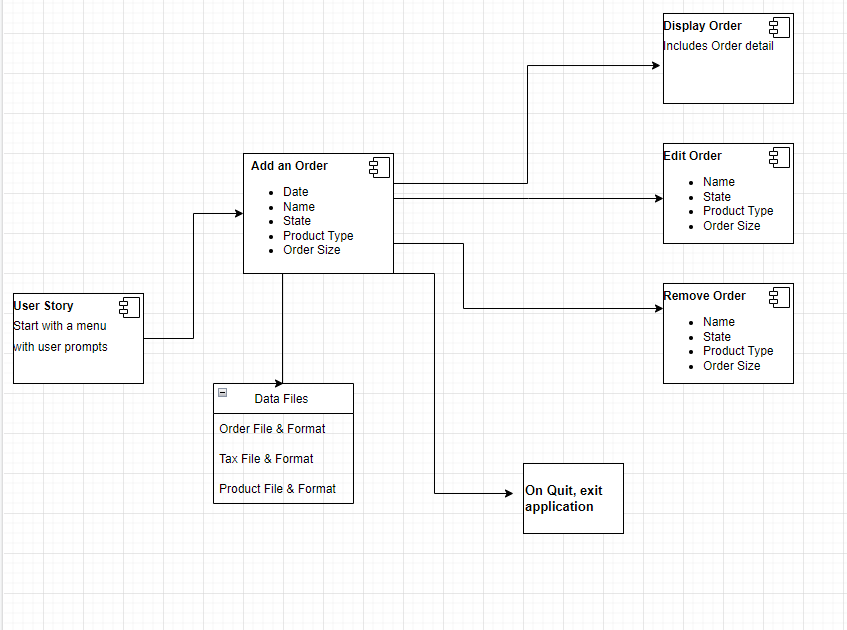 Display Order
Includes Order detail
Edit Order
Name
State
Product Type
Order Size
Add an Order
Date
Name
State
Product Type
Order Size
Remove Order
Name
State
Product Type
Order Size
User Story
Start with a menu
with user prompts
Data Files
Order File & Format
Tax File & Format
Product File & Format
On Quit, exit
application